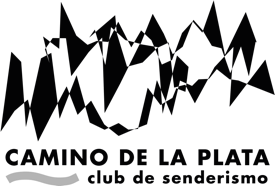 CAMINO DE LA PLATA
club de senderismo